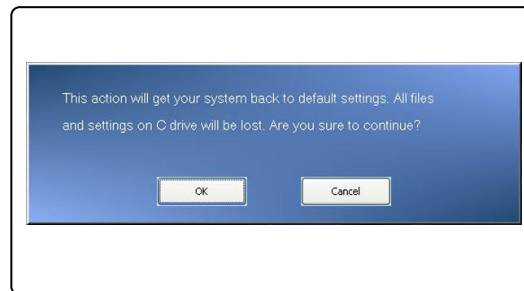 This action will get your system back to default settings. All files
and settings on C drive will be lost. Are you sure to continue?
OK
Cancel